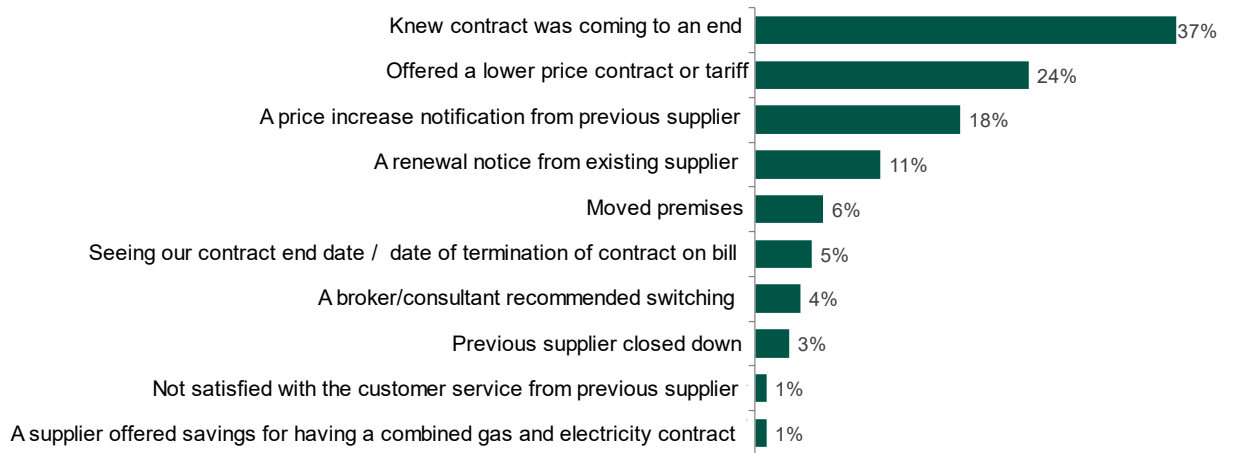 Knew contract was coming to an end 37%
Offered a lower price contract or tariff 24%
A price increase notification from previous supplier 18%
A renewal notice from existing supplier 11%
Moved premises 6%
Seeing our contract end date / date of termination of contract on bill 5%
A broker/consultant recommended switching 4%
Previous supplier closed down 3%
Not satisfied with the customer service from previous supplier 1%
A supplier offered savings for having a combined gas and electricity contract 1%